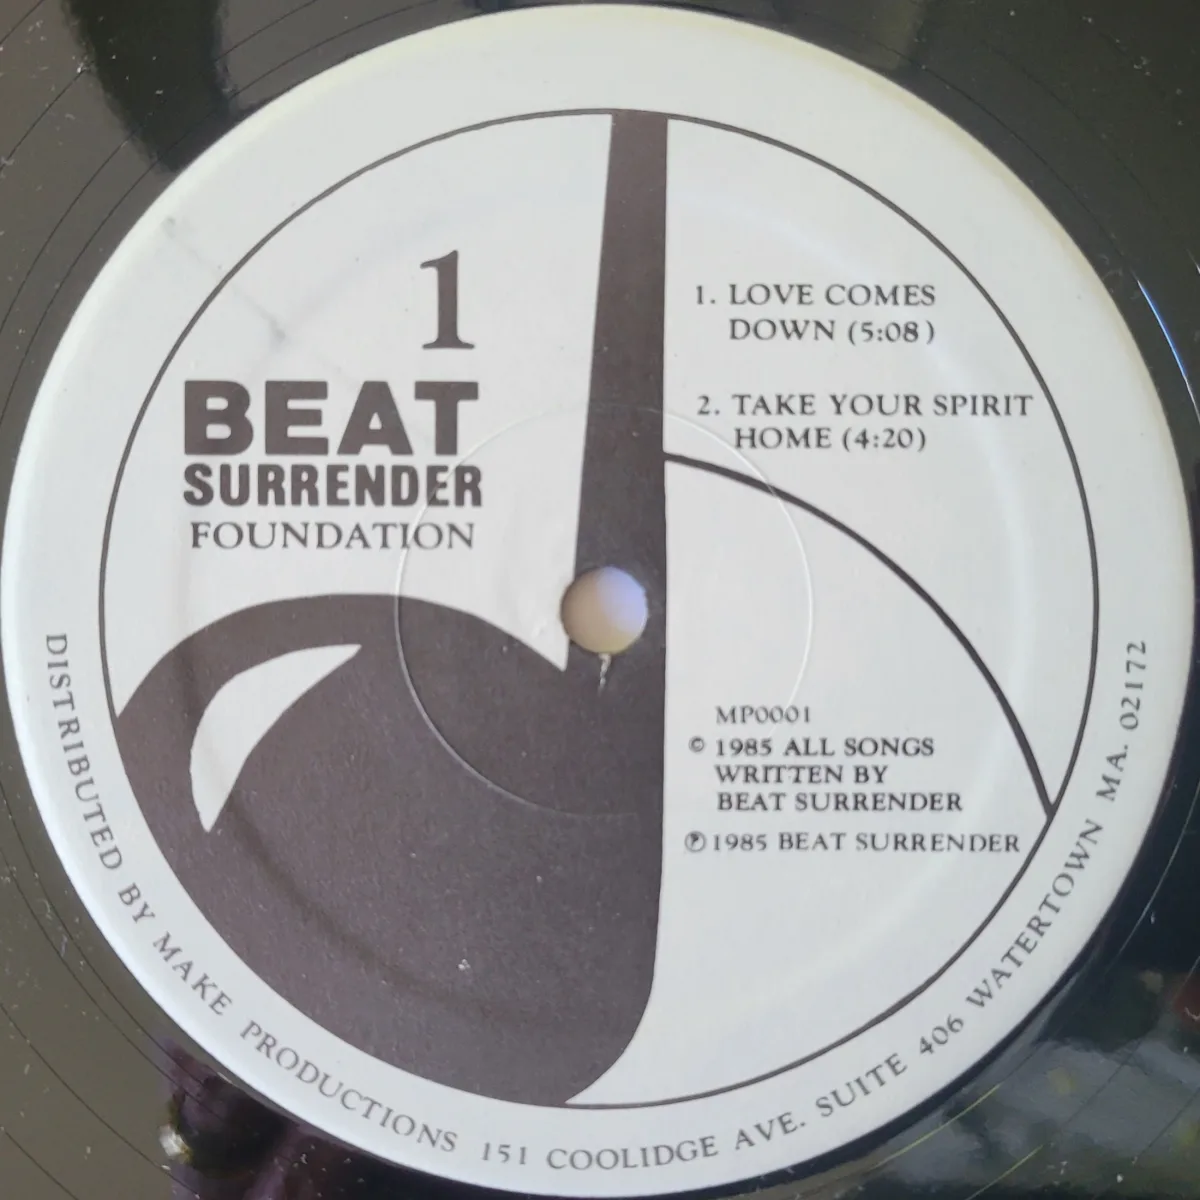 1
BEAT
SURRENDER
FOUNDATION
1. LOVE COMES
DOWN (5:08)
2. TAKE YOUR SPIRIT
HOME (4:20)
MP0001
© 1985 ALL SONGS
WRITTEN BY
BEAT SURRENDER
℗ 1985 BEAT SURRENDER
DISTRIBUTED BY MAKE PRODUCTIONS 151 COOLIDGE AVE. SUITE 406 WATERTOWN MA. 02172